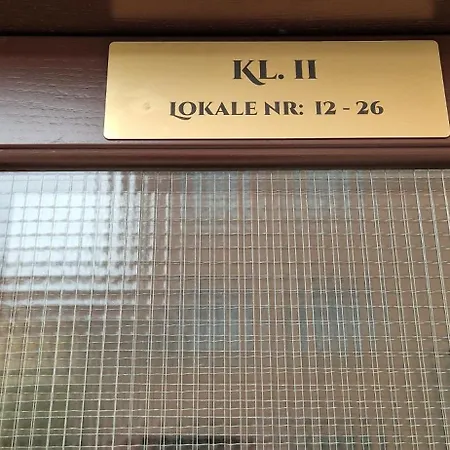 KL. II
LOKALE NR: 12 - 26